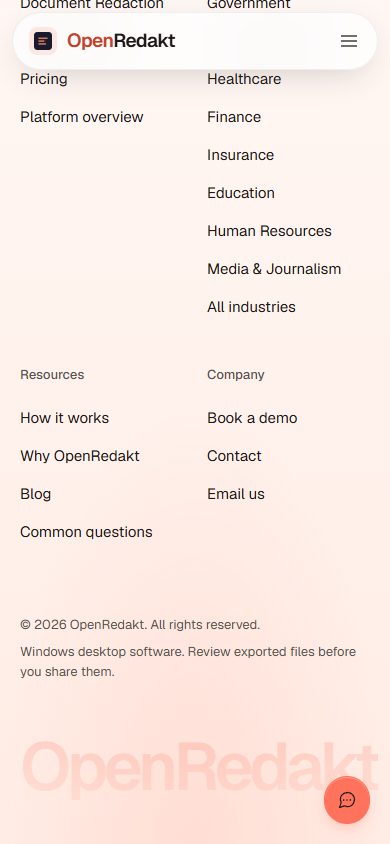 Document Redaction
Government
OpenRedakt
Pricing
Healthcare
Platform overview
Finance
Insurance
Education
Human Resources
Media & Journalism
All industries
Resources
Company
How it works
Book a demo
Why OpenRedakt
Contact
Blog
Email us
Common questions
© 2026 OpenRedakt. All rights reserved.
Windows desktop software. Review exported files before
you share them.
OpenRedakt